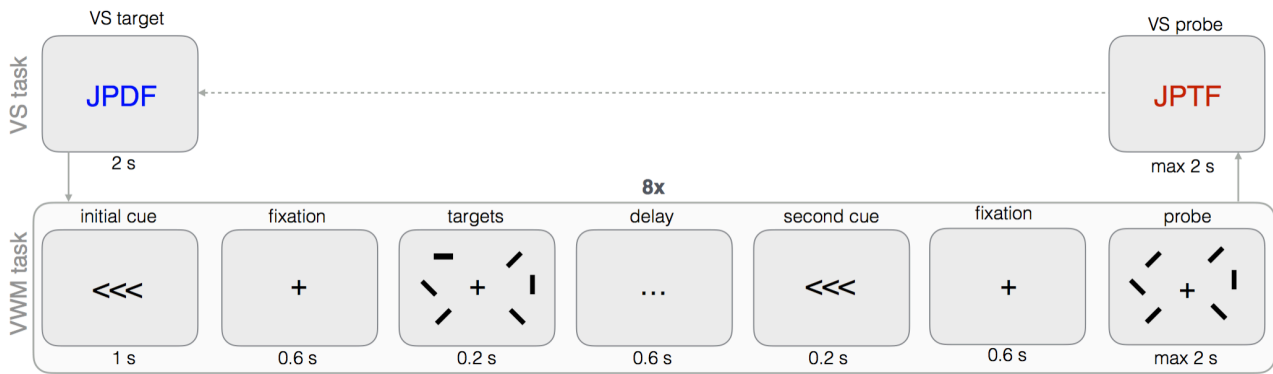 VS target
VS probe
VS task
JPDF
JPTF
2 s
max 2 s
8x
initial cue
fixation
targets
delay
second cue
fixation
probe
VWM task
<<<
+
+
...
<<<
+
+
1 s
0.6 s
0.2 s
0.6 s
0.2 s
0.6 s
max 2 s